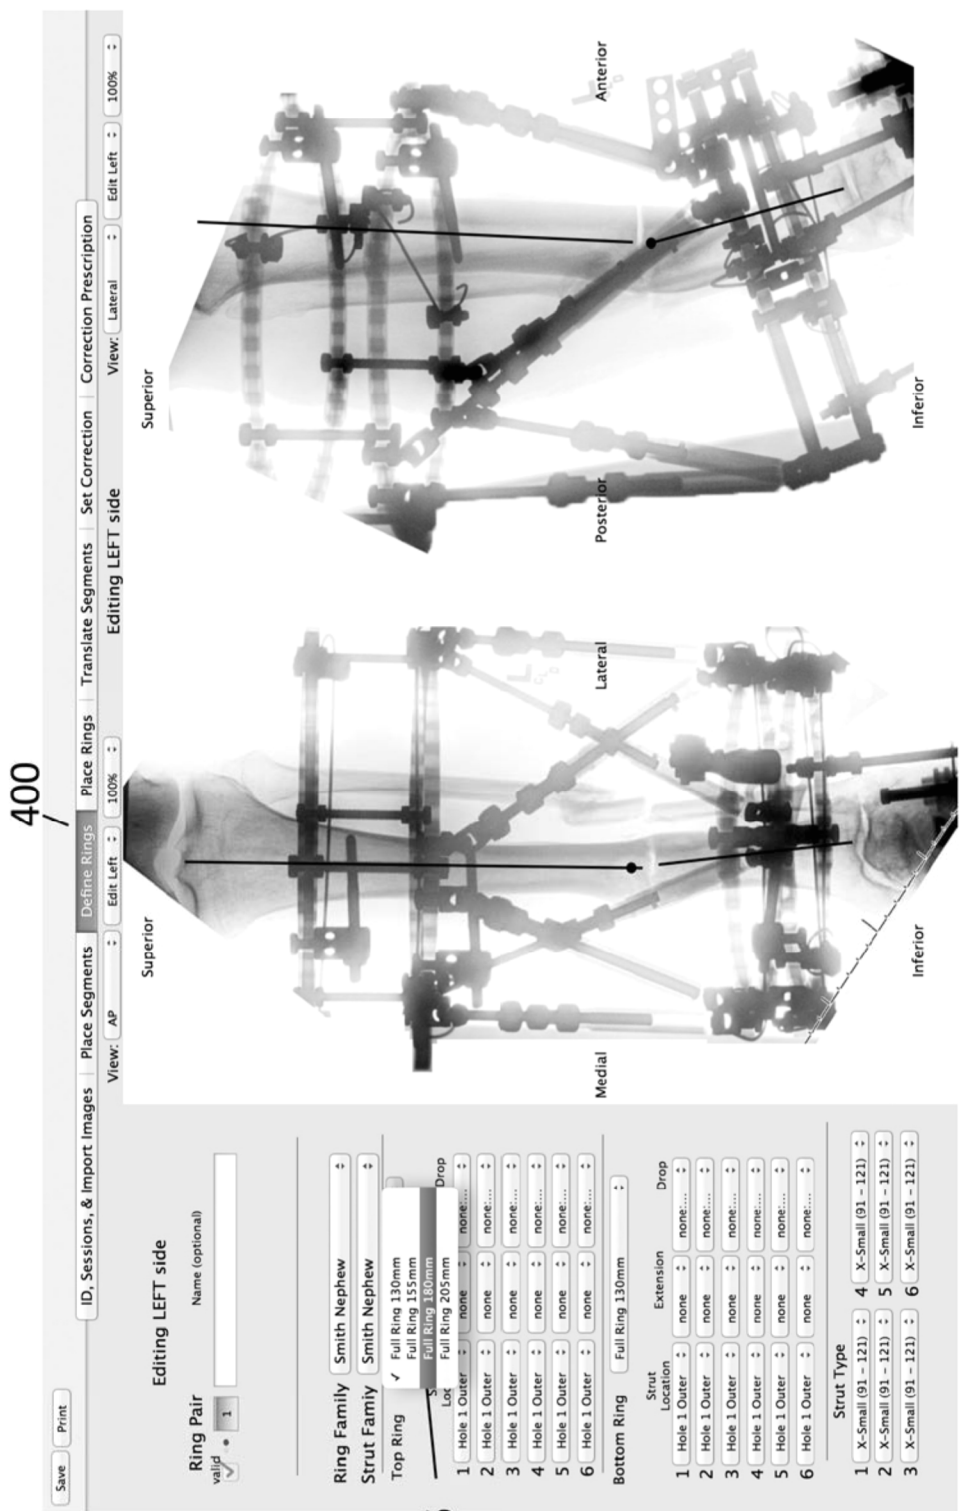 400
Save
Print
ID, Sessions, & Import Images
Place Segments
Define Rings
Place Rings
Translate Segments
Set Correction
Correction Prescription
Editing LEFT side
Ring Pair
Name (optional)
valid
1
Ring Family Smith Nephew
Strut Family Smith Nephew
Top Ring
✓ Full Ring 130mm
Full Ring 155mm
Full Ring 180mm
Full Ring 205mm
Drop
1 Hole 1 Outer none none:...
2 Hole 1 Outer none none:...
3 Hole 1 Outer none none:...
4 Hole 1 Outer none none:...
5 Hole 1 Outer none none:...
6 Hole 1 Outer none none:...
Bottom Ring Full Ring 130mm
Strut Location Extension Drop
1 Hole 1 Outer none none:...
2 Hole 1 Outer none none:...
3 Hole 1 Outer none none:...
4 Hole 1 Outer none none:...
5 Hole 1 Outer none none:...
6 Hole 1 Outer none none:...
Strut Type
1 X-Small (91 – 121) 4 X-Small (91 – 121)
2 X-Small (91 – 121) 5 X-Small (91 – 121)
3 X-Small (91 – 121) 6 X-Small (91 – 121)
View: AP Edit Left 100%
Superior
Medial
Lateral
Inferior
Editing LEFT side
View: Lateral Edit Left 100%
Superior
Posterior
Anterior
Inferior